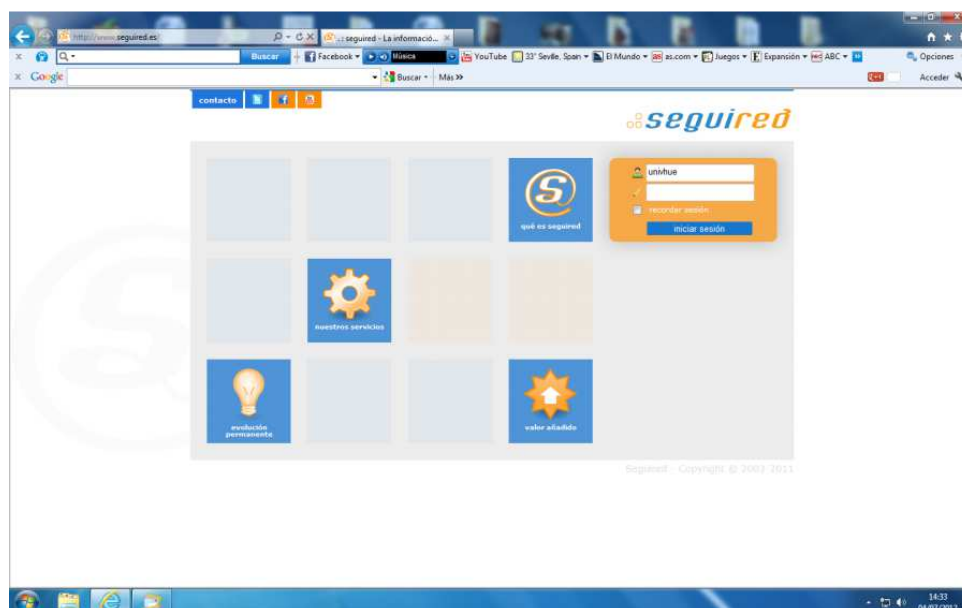 http://www.seguired.es/
..: seguired - La informació...
Buscar
Facebook
Música
YouTube
33° Seville, Spain
El Mundo
as.com
Juegos
Expansión
ABC
Opciones
Google
Buscar
Más »
Acceder
contacto
seguired
univhue
recordar sesión
iniciar sesión
qué es seguired
nuestros servicios
evolución
permanente
valor añadido
Seguired - Copyright © 2003-2011
14:33